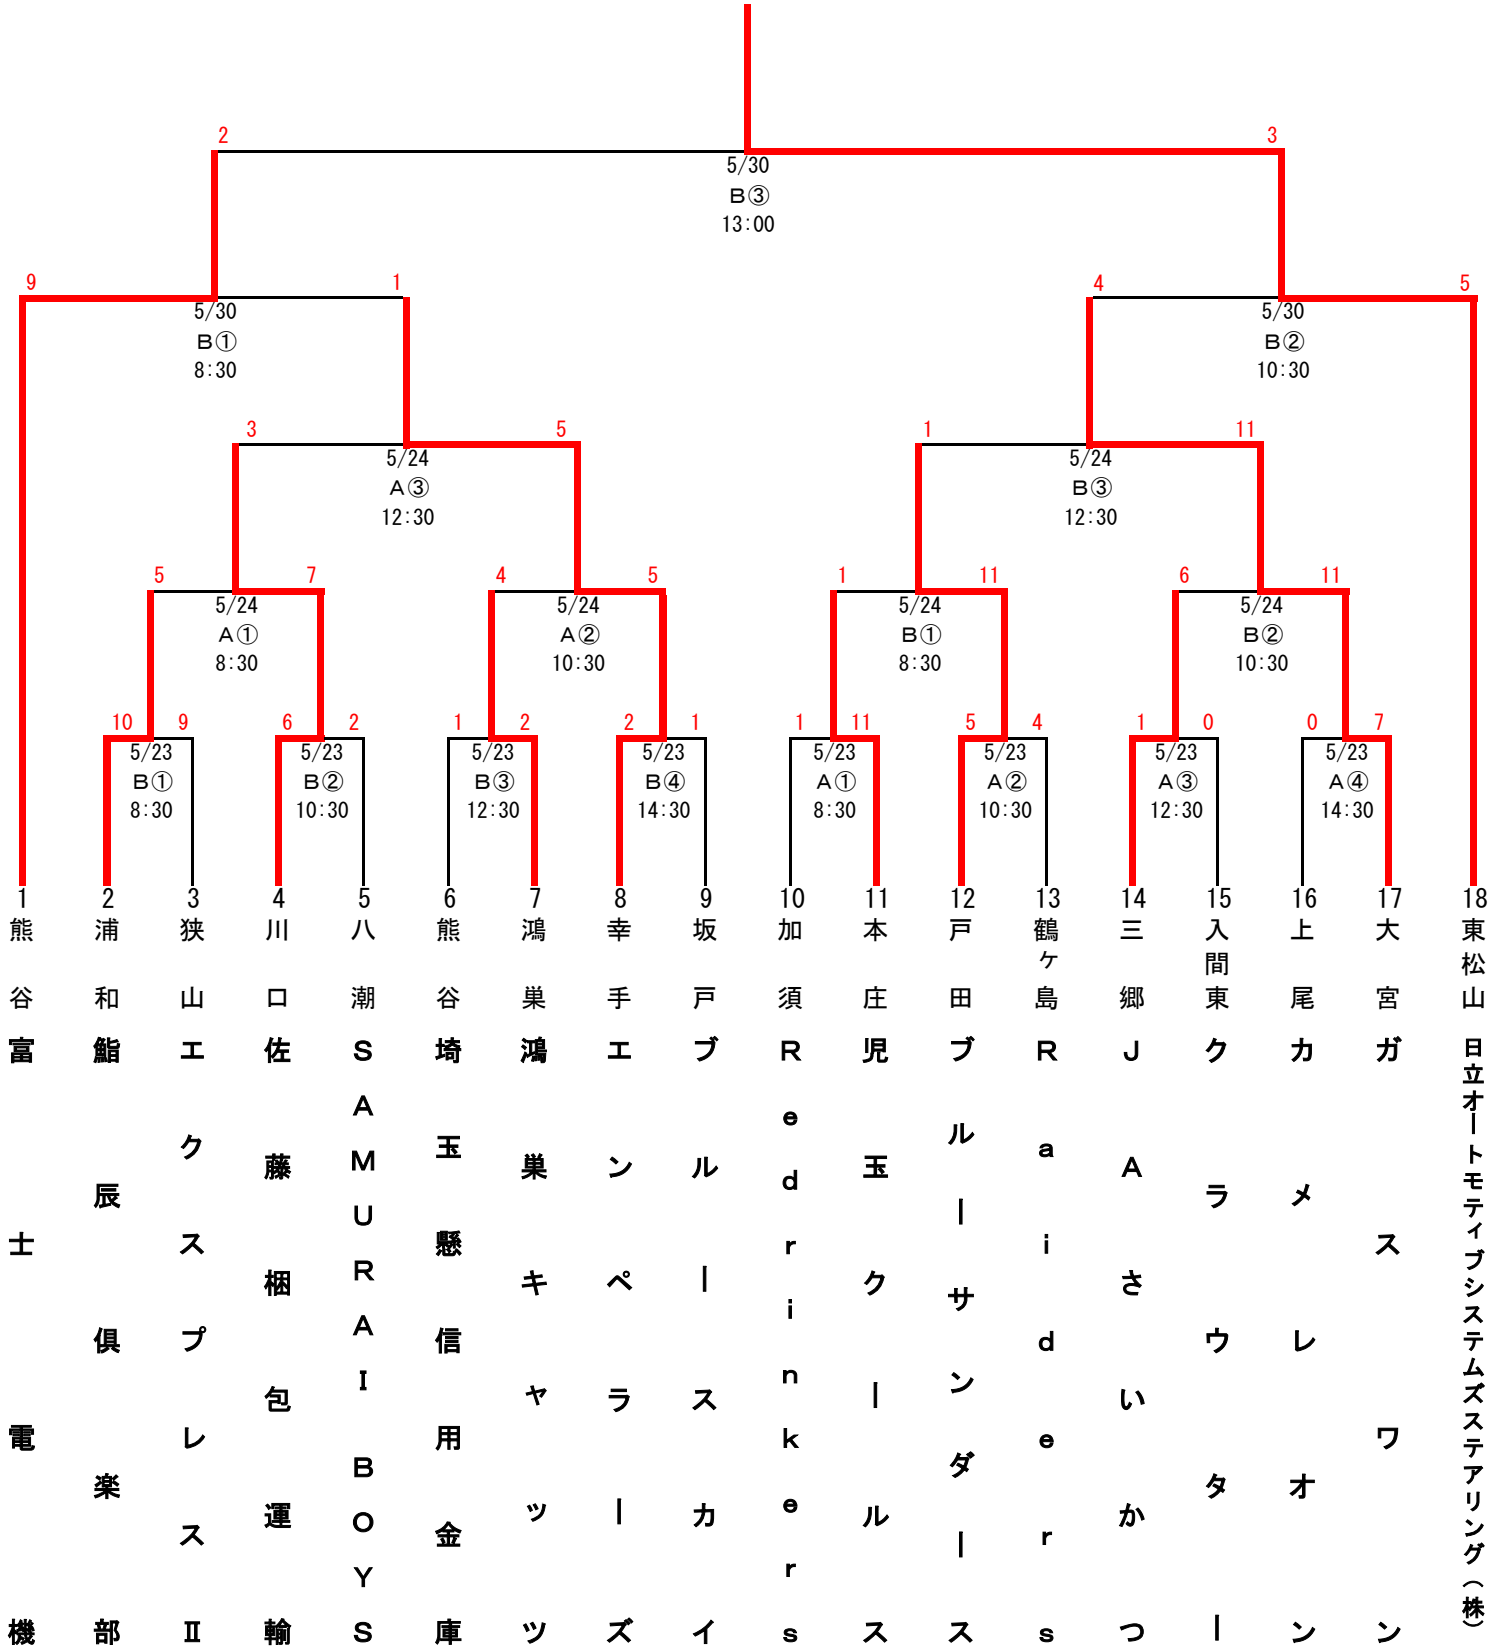 2 3
5/30
B③
13:00
9 1 4 5
5/30 5/30
B① B②
8:30 10:30
3 5 1 11
5/24 5/24
A③ B③
12:30 12:30
5 7 4 5 1 11 6 11
5/24 5/24 5/24 5/24
A① A② B① B②
8:30 10:30 8:30 10:30
10 9 6 2 1 2 2 1 1 11 5 4 1 0 0 7
5/23 5/23 5/23 5/23 5/23 5/23 5/23 5/23
B① B② B③ B④ A① A② A③ A④
8:30 10:30 12:30 14:30 8:30 10:30 12:30 14:30
1 熊谷 富士電機
2 浦和 鮨辰倶楽部
3 狭山 エクスプレスⅡ
4 川口 佐藤梱包運輸
5 八潮 SAMURAI BOYS
6 熊谷 埼玉懸信用金庫
7 鴻巣 鴻巣キャッツ
8 幸手 エンペラーズ
9 坂戸 ブルースカイ
10 加須 Redrinkers
11 本庄 児玉クールス
12 戸田 ブルーサンダース
13 鶴ヶ島 Raiders
14 三郷 JAさいかつ
15 入間東 クラウター
16 上尾 カメレオン
17 大宮 ガスワン
18 東松山 日立オートモティブシステムズステアリング(株)